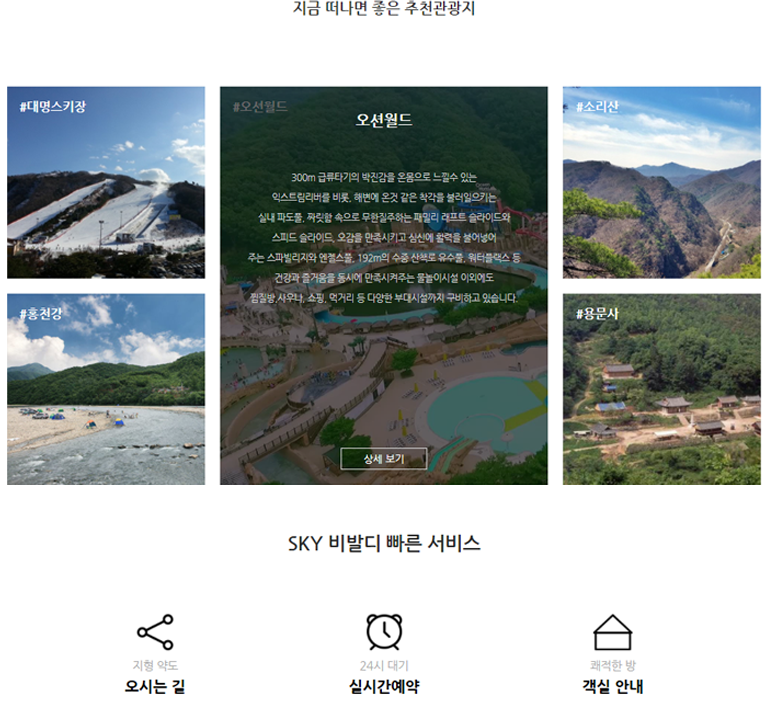 지금 떠나면 좋은 추천관광지
#대명스키장
#오션월드
오션월드
300m 급류타기의 박진감을 온몸으로 느낄수 있는
익스트림리버를 비롯, 해변에 온것 같은 착각을 불러일으키는
실내 파도풀, 짜릿함 속으로 무한질주하는 패밀리 래프트 슬라이드와
스피드 슬라이드, 오감을 만족시키고 심신에 활력을 불어넣어
주는 스파빌리지와 엔젤스풀, 192m의 수중 산책로 유수풀, 워터플랙스 등
건강과 즐거움을 동시에 만족시켜주는 물놀이시설 이외에도
찜질방,사우나, 쇼핑, 먹거리 등 다양한 부대시설까지 구비하고 있습니다.
상세 보기
#소리산
#홍천강
#용문사
SKY 비발디 빠른 서비스
지형 약도
오시는 길
24시 대기
실시간예약
쾌적한 방
객실 안내